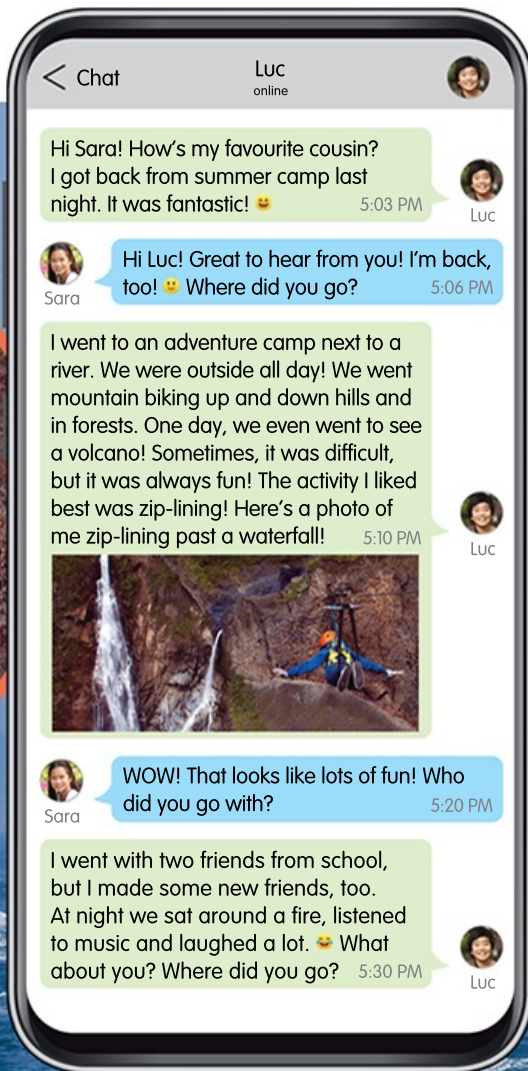 Chat
Luc
online
Hi Sara! How's my favourite cousin?
I got back from summer camp last
night. It was fantastic! 😆 5:03 PM
Luc
Hi Luc! Great to hear from you! I'm back,
too! 🙂 Where did you go? 5:06 PM
Sara
I went to an adventure camp next to a
river. We were outside all day! We went
mountain biking up and down hills and
in forests. One day, we even went to see
a volcano! Sometimes, it was difficult,
but it was always fun! The activity I liked
best was zip-lining! Here's a photo of
me zip-lining past a waterfall! 5:10 PM
Luc
WOW! That looks like lots of fun! Who
did you go with? 5:20 PM
Sara
I went with two friends from school,
but I made some new friends, too.
At night we sat around a fire, listened
to music and laughed a lot. 😂 What
about you? Where did you go? 5:30 PM
Luc